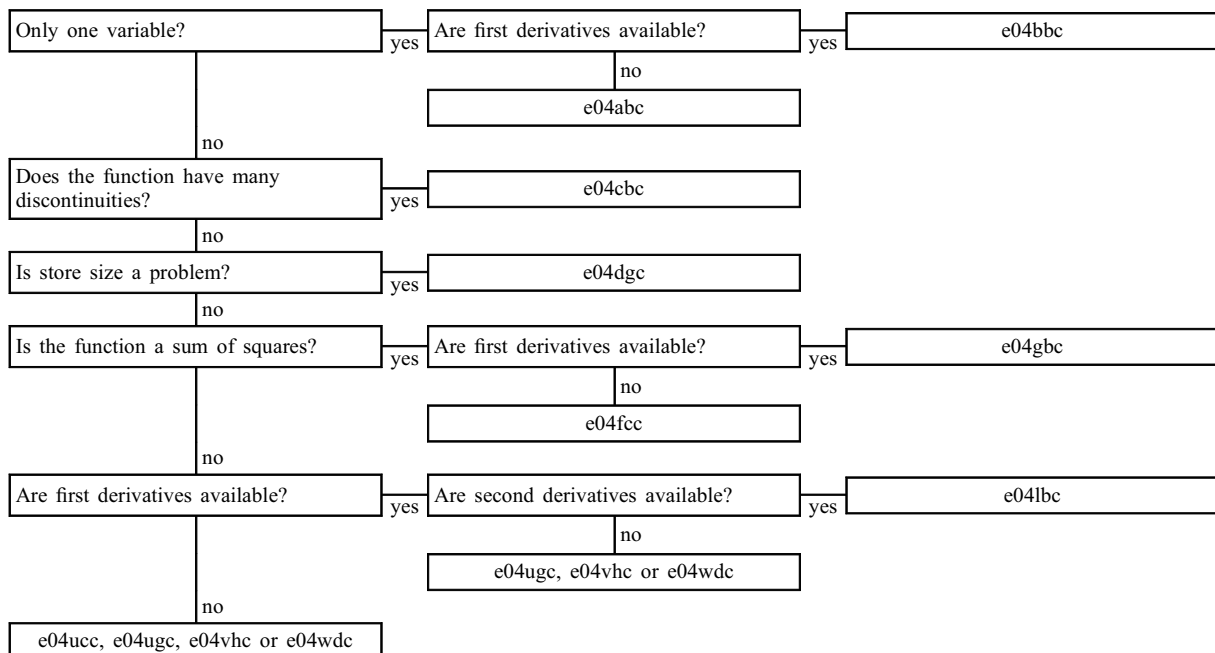 Only one variable?
yes
Are first derivatives available?
yes
e04bbc
no
e04abc
no
Does the function have many
discontinuities?
yes
e04cbc
no
Is store size a problem?
yes
e04dgc
no
Is the function a sum of squares?
yes
Are first derivatives available?
yes
e04gbc
no
e04fcc
no
Are first derivatives available?
yes
Are second derivatives available?
yes
e04lbc
no
e04ugc, e04vhc or e04wdc
no
e04ucc, e04ugc, e04vhc or e04wdc